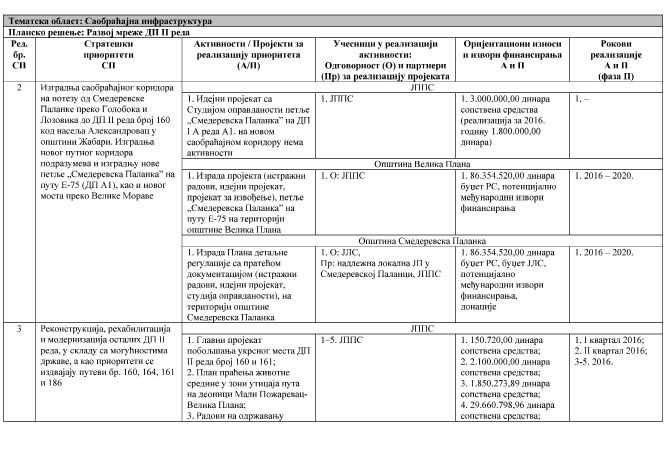 Тематска област: Саобраћајна инфраструктура
Планско решење: Развој мреже ДП II реда
Ред. бр. СП
Стратешки приоритети СП
Активности / Пројекти за реализацију приоритета (А/П)
Учесници у реализацији активности: Одговорност (О) и партнери (Пр) за реализацију пројеката
Оријентациони износи и извори финансирања А и П
Рокови реализације А и П (фаза II)
2
Изградња саобраћајног коридора
на потезу од Смедеревске
Паланке преко Голобока и
Лозовика до ДП II реда број 160
код насеља Александровац у
општини Жабари. Изградња
новог путног коридора
подразумева и изградњу нове
петље „Смедеревска Паланка” на
путу Е-75 (ДП А1), као и новог
моста преко Велике Мораве
ЈППС
1. Идејни пројекат са
Студијом оправданости петље
„Смедеревска Паланка” на ДП
I А реда А1. на новом
саобраћајном коридору нема
активности
1. ЈППС
1. 3.000.000,00 динара
сопствена средства
(реализација за 2016.
годину 1.800.000,00
динара)
1. –
Општина Велика Плана
1. Израда пројекта (истражни
радови, идејни пројекат,
пројекат за извођење), петље
„Смедеревска Паланка” на
путу Е-75 на територији
општине Велика Плана
1. О: ЈППС
1. 86.354.520,00 динара
буџет РС, потенцијално
међународни извори
финансирања
1. 2016 – 2020.
Општина Смедеревска Паланка
1. Израда Плана детаљне
регулације са пратећом
документацијом (истражни
радови, идејни пројекат,
студија оправданости), на
територији општине
Смедеревска Паланка
1. О: ЈЛС,
Пр: надлежна локална ЈП у
Смедеревској Паланци, ЈППС
1. 86.354.520,00 динара
буџет РС, буџет ЈЛС,
потенцијално
међународни извори
финансирања,
донације
1. 2016 – 2020.
3
Реконструкција, рехабилитација
и модернизација осталих ДП II
реда, у складу са могућностима
државе, а као приоритети се
издвајају путеви бр. 160, 164, 161
и 186
ЈППС
1. Главни пројекат
побољшања укрсног места ДП
II реда број 160 и 161;
2. План праћења животне
средине у зони утицаја пута
на деоници Мали Пожаревац-
Велика Плана;
3. Радови на одржавању
1–5. ЈППС
1. 150.720,00 динара
сопствена средства;
2. 2.100.000,00 динара
сопствена средства;
3. 1.850.273,89 динара
сопствена средства;
4. 29.660.798,96 динара
сопствена средства;
1. I квартал 2016;
2. II квартал 2016;
3-5. 2016.